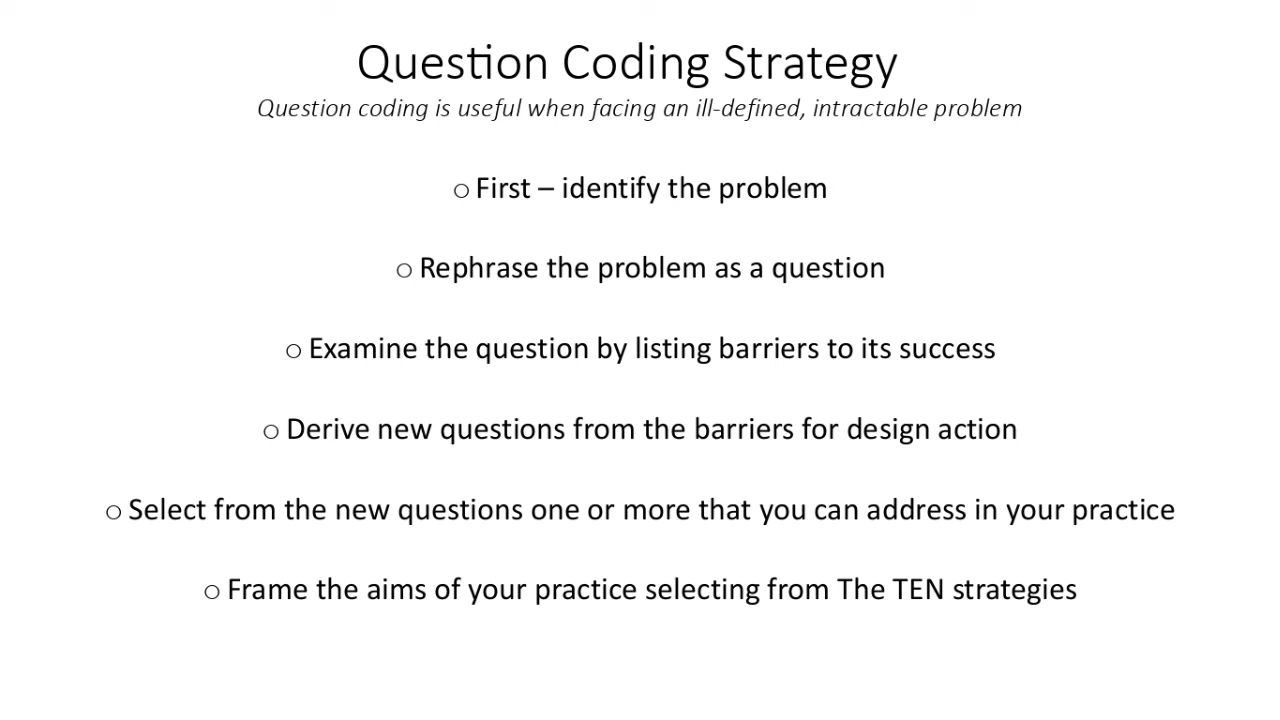 Question Coding Strategy
Question coding is useful when facing an ill-defined, intractable problem
o First – identify the problem
o Rephrase the problem as a question
o Examine the question by listing barriers to its success
o Derive new questions from the barriers for design action
o Select from the new questions one or more that you can address in your practice
o Frame the aims of your practice selecting from The TEN strategies